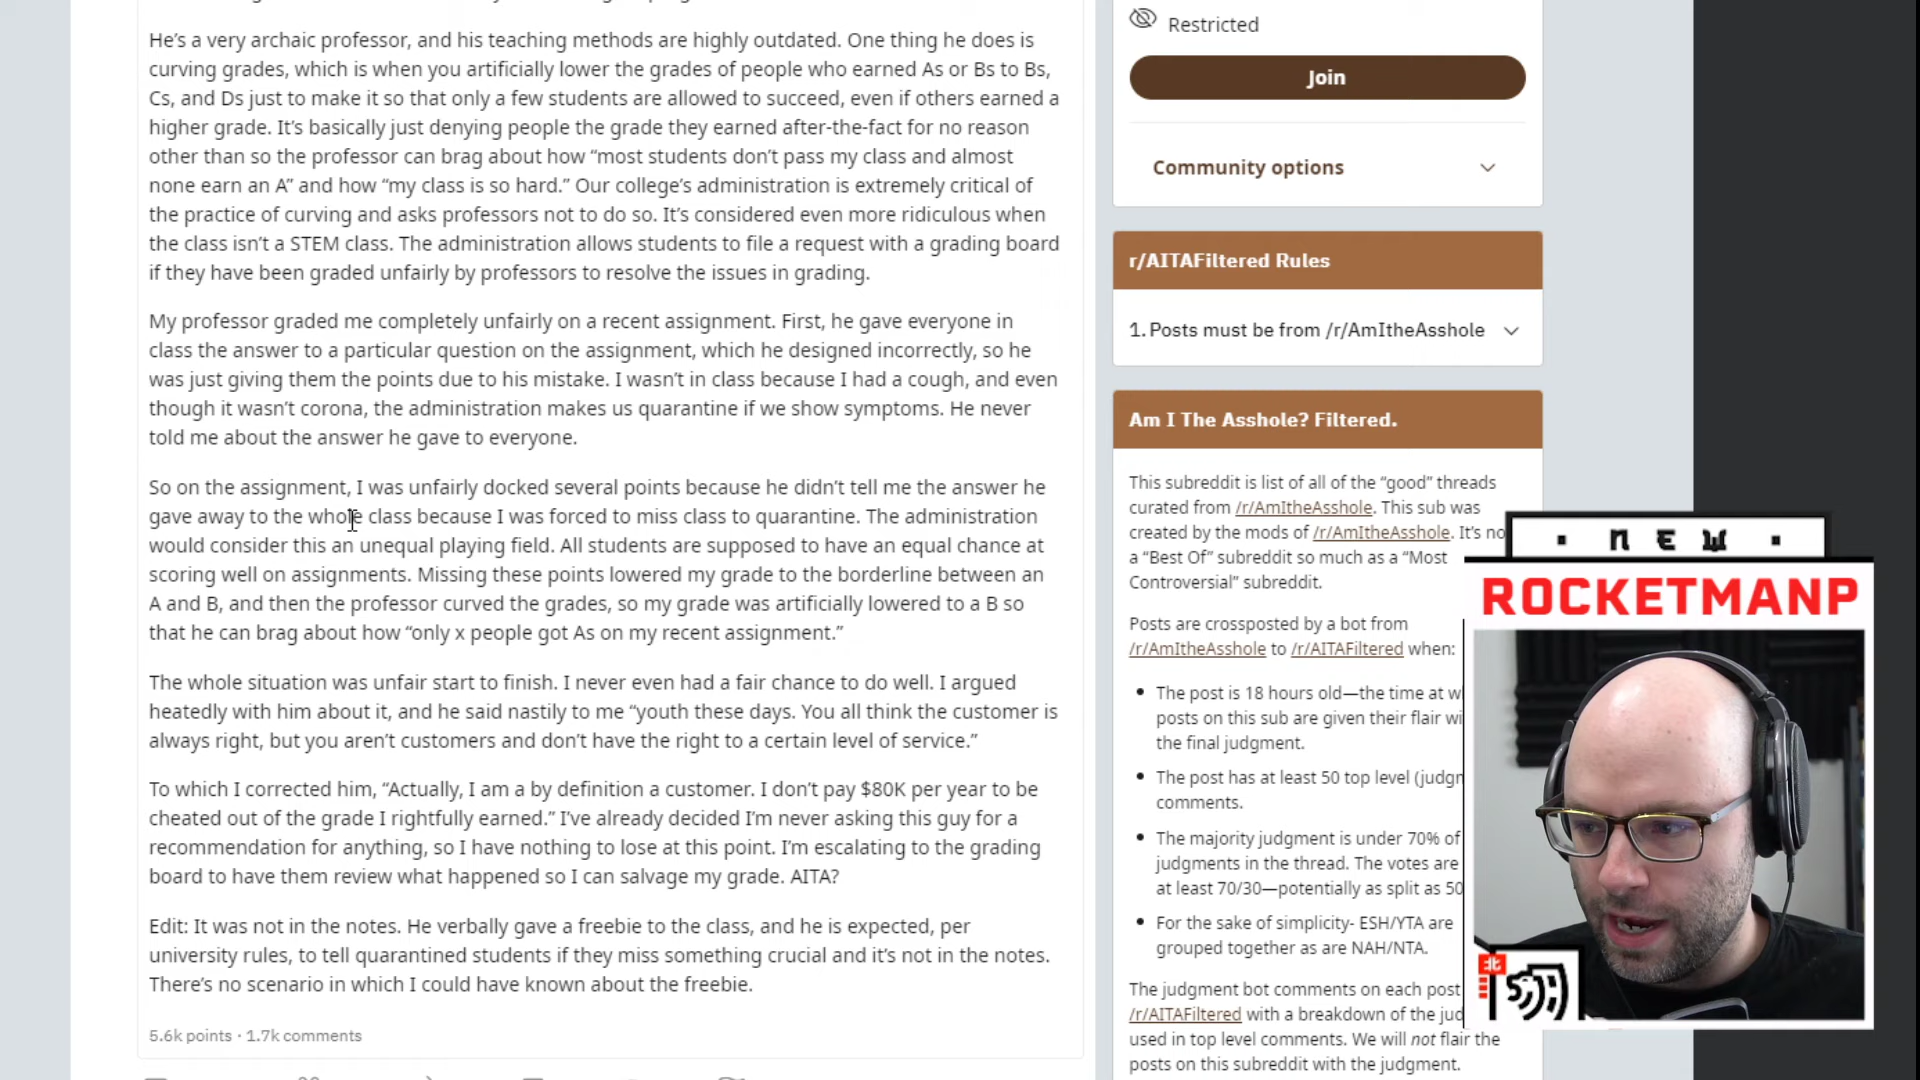 He's a very archaic professor, and his teaching methods are highly outdated. One thing he does is
curving grades, which is when you artificially lower the grades of people who earned As or Bs to Bs,
Cs, and Ds just to make it so that only a few students are allowed to succeed, even if others earned a
higher grade. It's basically just denying people the grade they earned after-the-fact for no reason
other than so the professor can brag about how “most students don't pass my class and almost
none earn an A” and how “my class is so hard.” Our college's administration is extremely critical of
the practice of curving and asks professors not to do so. It's considered even more ridiculous when
the class isn't a STEM class. The administration allows students to file a request with a grading board
if they have been graded unfairly by professors to resolve the issues in grading.
My professor graded me completely unfairly on a recent assignment. First, he gave everyone in
class the answer to a particular question on the assignment, which he designed incorrectly, so he
was just giving them the points due to his mistake. I wasn't in class because I had a cough, and even
though it wasn't corona, the administration makes us quarantine if we show symptoms. He never
told me about the answer he gave to everyone.
So on the assignment, I was unfairly docked several points because he didn't tell me the answer he
gave away to the whole class because I was forced to miss class to quarantine. The administration
would consider this an unequal playing field. All students are supposed to have an equal chance at
scoring well on assignments. Missing these points lowered my grade to the borderline between an
A and B, and then the professor curved the grades, so my grade was artificially lowered to a B so
that he can brag about how “only x people got As on my recent assignment.”
The whole situation was unfair start to finish. I never even had a fair chance to do well. I argued
heatedly with him about it, and he said nastily to me “youth these days. You all think the customer is
always right, but you aren't customers and don't have the right to a certain level of service.”
To which I corrected him, “Actually, I am a by definition a customer. I don't pay $80K per year to be
cheated out of the grade I rightfully earned.” I've already decided I'm never asking this guy for a
recommendation for anything, so I have nothing to lose at this point. I'm escalating to the grading
board to have them review what happened so I can salvage my grade. AITA?
Edit: It was not in the notes. He verbally gave a freebie to the class, and he is expected, per
university rules, to tell quarantined students if they miss something crucial and it's not in the notes.
There's no scenario in which I could have known about the freebie.
5.6k points · 1.7k comments
Restricted
Join
Community options
r/AITAFiltered Rules
1. Posts must be from /r/AmItheAsshole
Am I The Asshole? Filtered.
This subreddit is list of all of the “good” threads
curated from /r/AmItheAsshole. This sub was
created by the mods of /r/AmItheAsshole. It's no
a “Best Of” subreddit so much as a “Most
Controversial” subreddit.
Posts are crossposted by a bot from
/r/AmItheAsshole to /r/AITAFiltered when:
The post is 18 hours old—the time at w
posts on this sub are given their flair wi
the final judgment.
The post has at least 50 top level (judgn
comments.
The majority judgment is under 70% of
judgments in the thread. The votes are
at least 70/30—potentially as split as 50
For the sake of simplicity- ESH/YTA are
grouped together as are NAH/NTA.
The judgment bot comments on each post
/r/AITAFiltered with a breakdown of the jud
used in top level comments. We will not flair the
posts on this subreddit with the judgment.
· NEW ·
ROCKETMANP
北